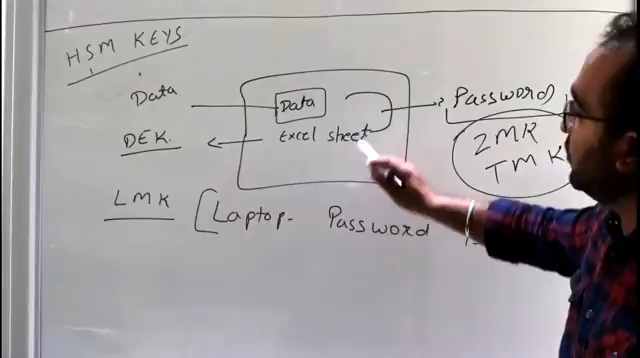 HSM KEYS
Data
Data
Password
DEK.
Excel sheet
ZMK
TMK
LMK
Laptop-
Password